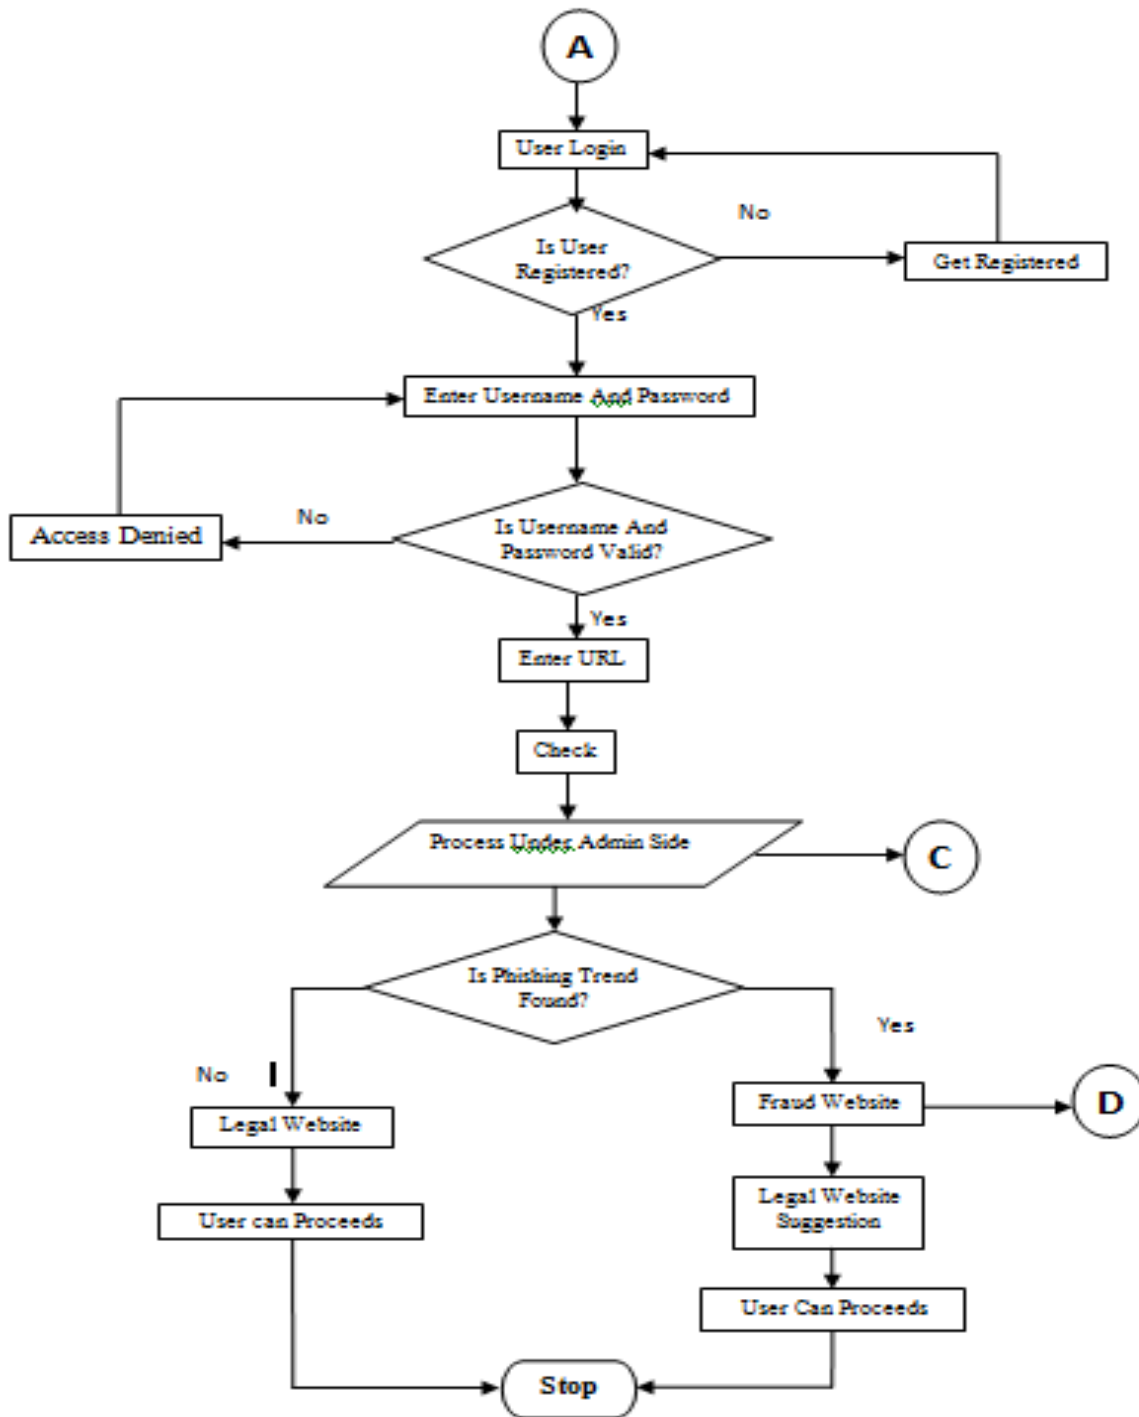 A
User Login
No
Is User
Registered?
Get Registered
Yes
Enter Username And Password
No
Access Denied
Is Username And
Password Valid?
Yes
Enter URL
Check
Process Under Admin Side
C
Is Phishing Trend
Found?
Yes
No
Fraud Website
D
Legal Website
Legal Website
Suggestion
User can Proceeds
User Can Proceeds
Stop